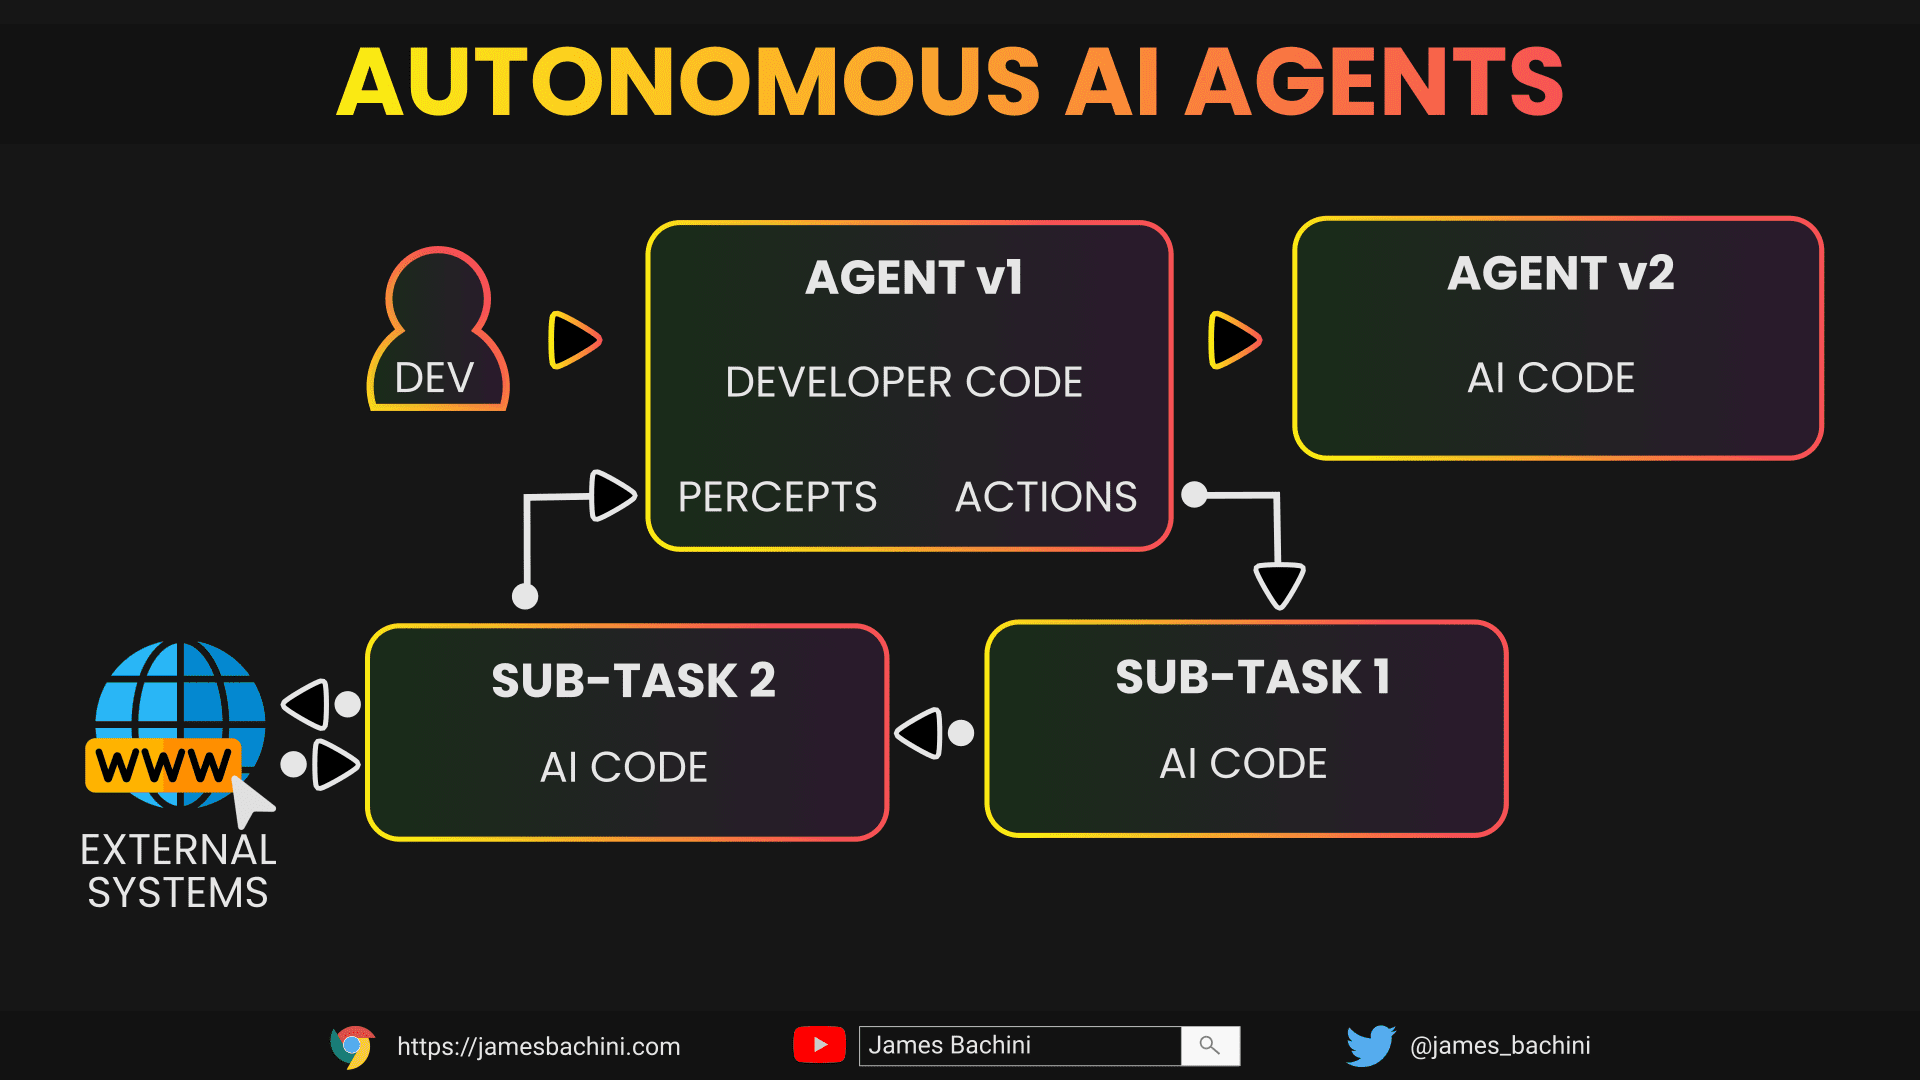 AUTONOMOUS AI AGENTS
DEV
AGENT v1
DEVELOPER CODE
PERCEPTS ACTIONS
AGENT v2
AI CODE
SUB-TASK 2
AI CODE
SUB-TASK 1
AI CODE
WWW
EXTERNAL
SYSTEMS
https://jamesbachini.com
James Bachini
@james_bachini